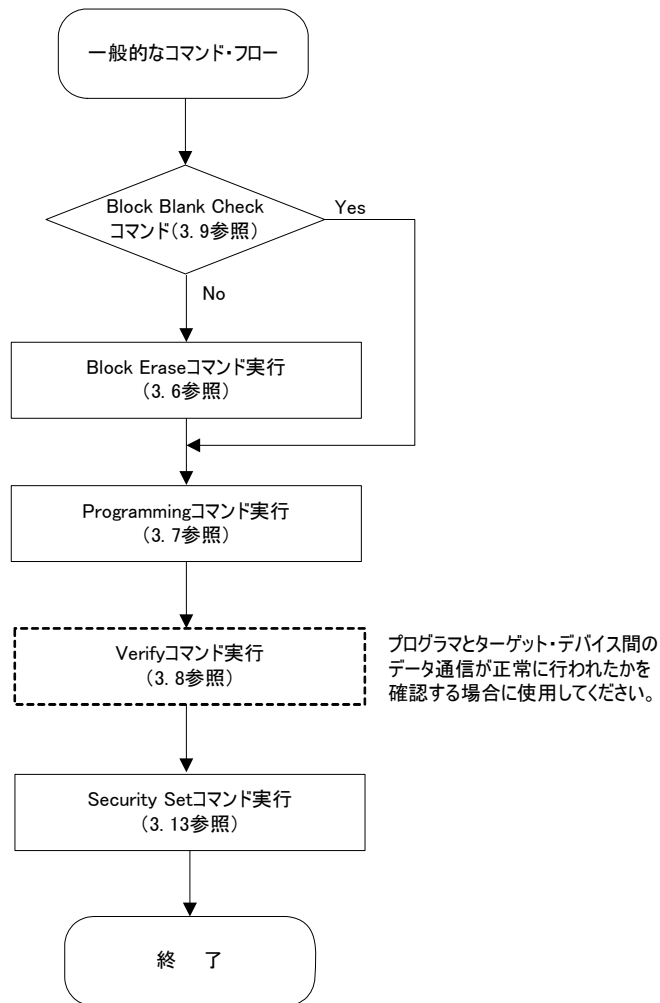 一般的なコマンド・フロー
Block Blank Check
コマンド(3. 9参照)
Yes
No
Block Eraseコマンド実行
(3. 6参照)
Programmingコマンド実行
(3. 7参照)
Verifyコマンド実行
(3. 8参照)
プログラマとターゲット・デバイス間の
データ通信が正常に行われたかを
確認する場合に使用してください。
Security Setコマンド実行
(3. 13参照)
終 了